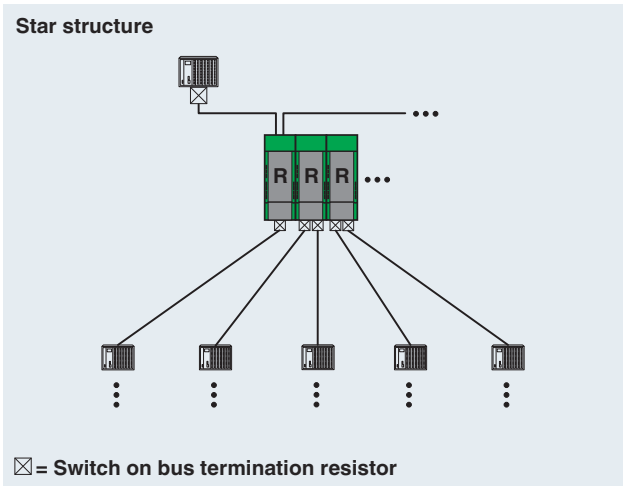 Star structure
R R R
= Switch on bus termination resistor